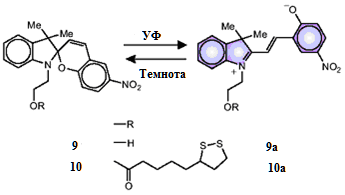 Me Me
N
O
NO₂
OR
УФ
Темнота
Me Me
N+
O⁻
NO₂
OR
—R
9 —H 9a
10 O S S 10a